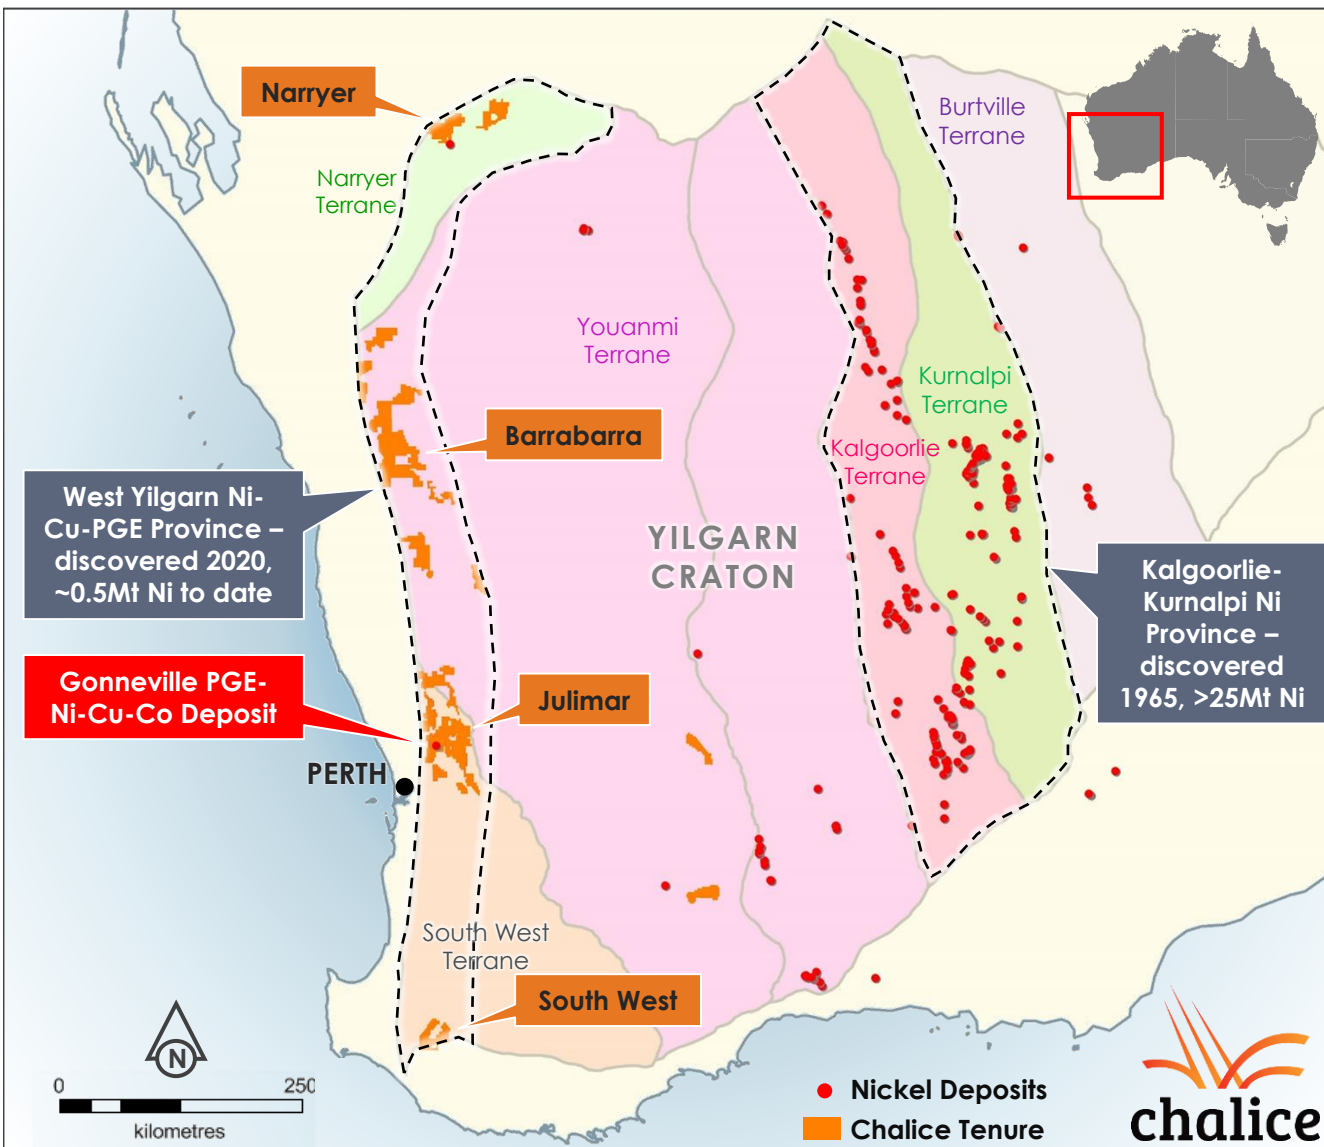 Narryer
Narryer
Terrane
Burtville
Terrane
Youanmi
Terrane
Kurnalpi
Terrane
Barrabarra
Kalgoorlie
Terrane
West Yilgarn Ni-
Cu-PGE Province –
discovered 2020,
~0.5Mt Ni to date
YILGARN
CRATON
Kalgoorlie-
Kurnalpi Ni
Province –
discovered
1965, >25Mt Ni
Gonneville PGE-
Ni-Cu-Co Deposit
Julimar
PERTH
South West
Terrane
South West
N
0 250
kilometres
Nickel Deposits
Chalice Tenure
chalice